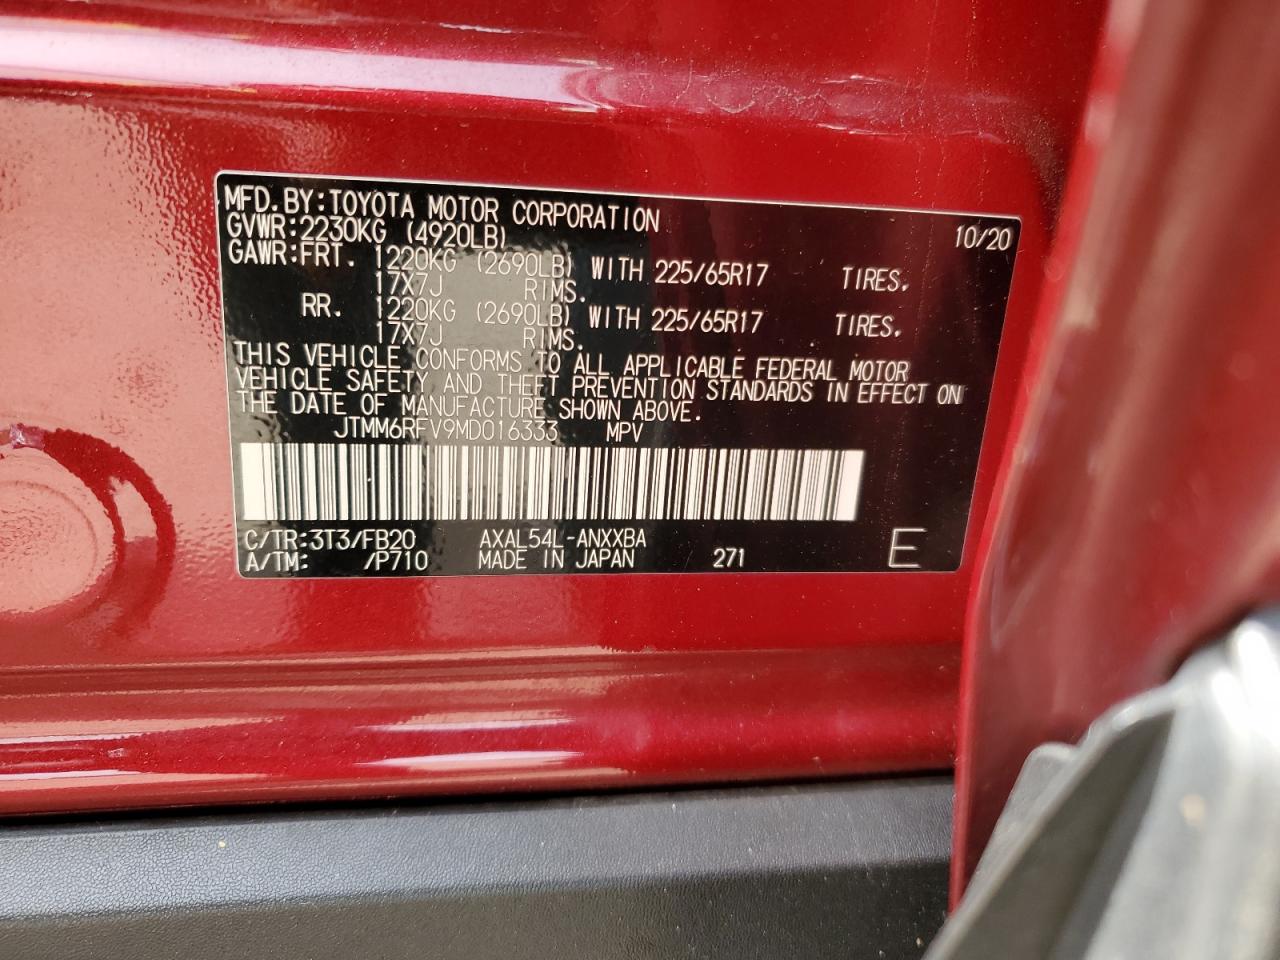 MFD.BY:TOYOTA MOTOR CORPORATION 10/20
GVWR:2230KG (4920LB)
GAWR:FRT. 1220KG (2690LB) WITH 225/65R17 TIRES.
17X7J RIMS.
RR. 1220KG (2690LB) WITH 225/65R17 TIRES.
17X7J RIMS.
THIS VEHICLE CONFORMS TO ALL APPLICABLE FEDERAL MOTOR
VEHICLE SAFETY AND THEFT PREVENTION STANDARDS IN EFFECT ON
THE DATE OF MANUFACTURE SHOWN ABOVE.
JTMM6RFV9MD016333 MPV
C/TR:3T3/FB20 AXAL54L-ANXXBA
A/TM: /P710 MADE IN JAPAN 271 E